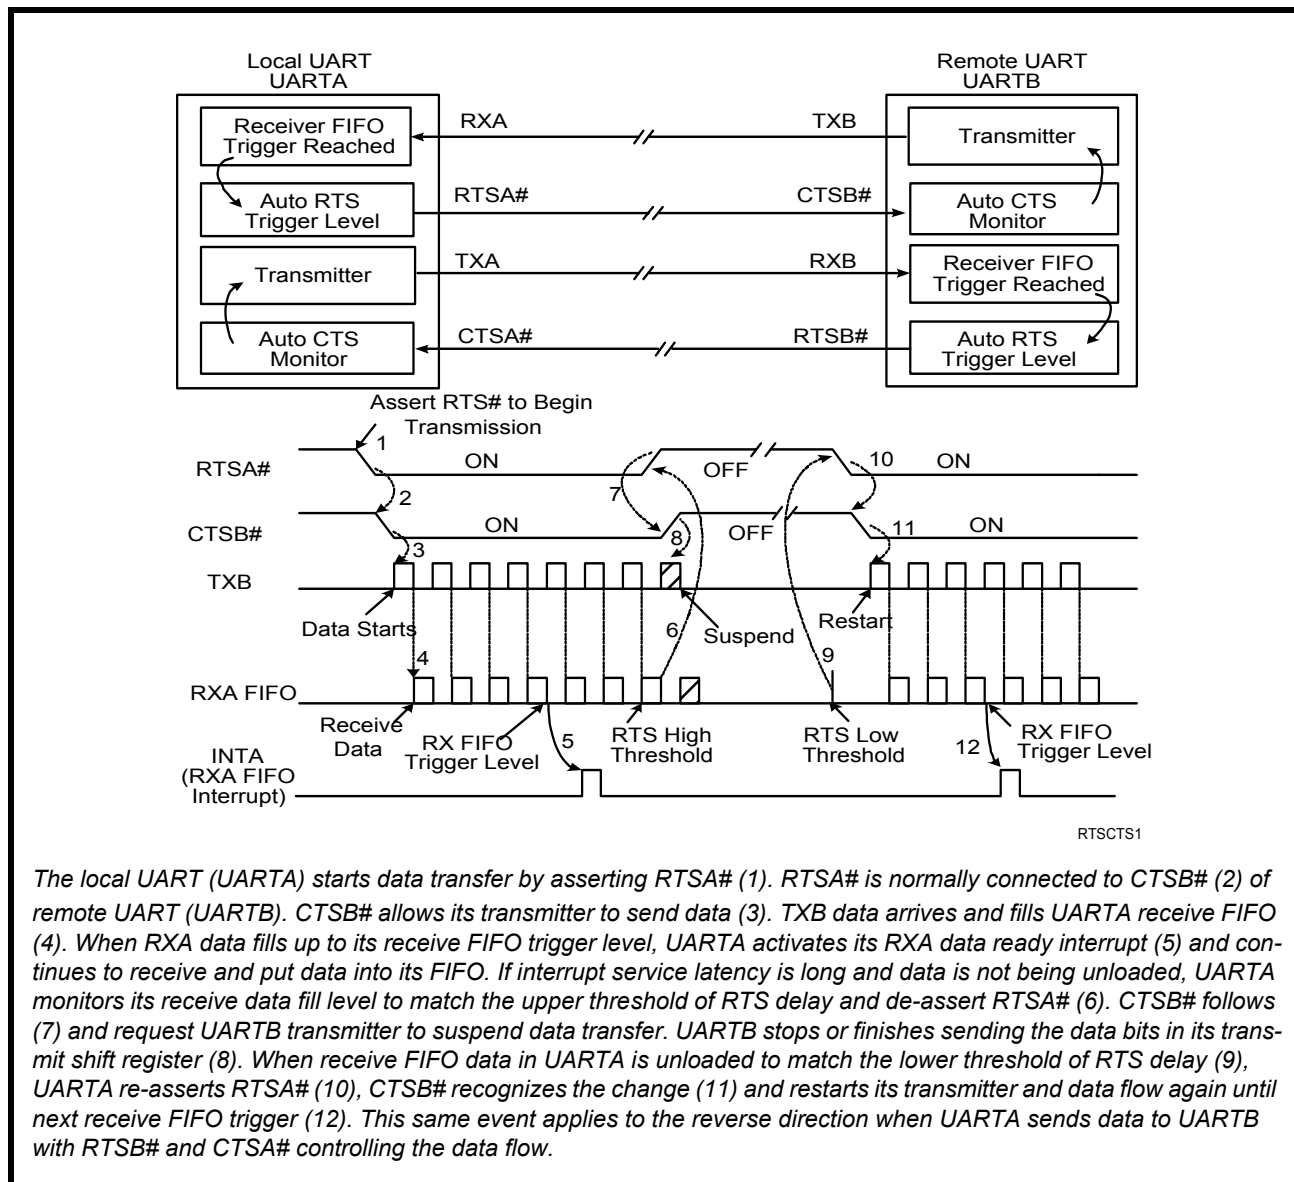 Local UART
UARTA
Remote UART
UARTB
Receiver FIFO
Trigger Reached
RXA
TXB
Transmitter
Auto RTS
Trigger Level
RTSA#
CTSB#
Auto CTS
Monitor
Transmitter
TXA
RXB
Receiver FIFO
Trigger Reached
Auto CTS
Monitor
CTSA#
RTSB#
Auto RTS
Trigger Level
Assert RTS# to Begin
Transmission
RTSA#
1
ON
7
OFF
10
ON
2
CTSB#
ON
8
OFF
11
ON
3
TXB
Data Starts
6
Suspend
Restart
4
9
RXA FIFO
Receive
Data
RX FIFO
Trigger Level
5
RTS High
Threshold
RTS Low
Threshold
12
RX FIFO
Trigger Level
INTA
(RXA FIFO
Interrupt)
RTSCTS1
The local UART (UARTA) starts data transfer by asserting RTSA# (1). RTSA# is normally connected to CTSB# (2) of
remote UART (UARTB). CTSB# allows its transmitter to send data (3). TXB data arrives and fills UARTA receive FIFO
(4). When RXA data fills up to its receive FIFO trigger level, UARTA activates its RXA data ready interrupt (5) and con-
tinues to receive and put data into its FIFO. If interrupt service latency is long and data is not being unloaded, UARTA
monitors its receive data fill level to match the upper threshold of RTS delay and de-assert RTSA# (6). CTSB# follows
(7) and request UARTB transmitter to suspend data transfer. UARTB stops or finishes sending the data bits in its trans-
mit shift register (8). When receive FIFO data in UARTA is unloaded to match the lower threshold of RTS delay (9),
UARTA re-asserts RTSA# (10), CTSB# recognizes the change (11) and restarts its transmitter and data flow again until
next receive FIFO trigger (12). This same event applies to the reverse direction when UARTA sends data to UARTB
with RTSB# and CTSA# controlling the data flow.